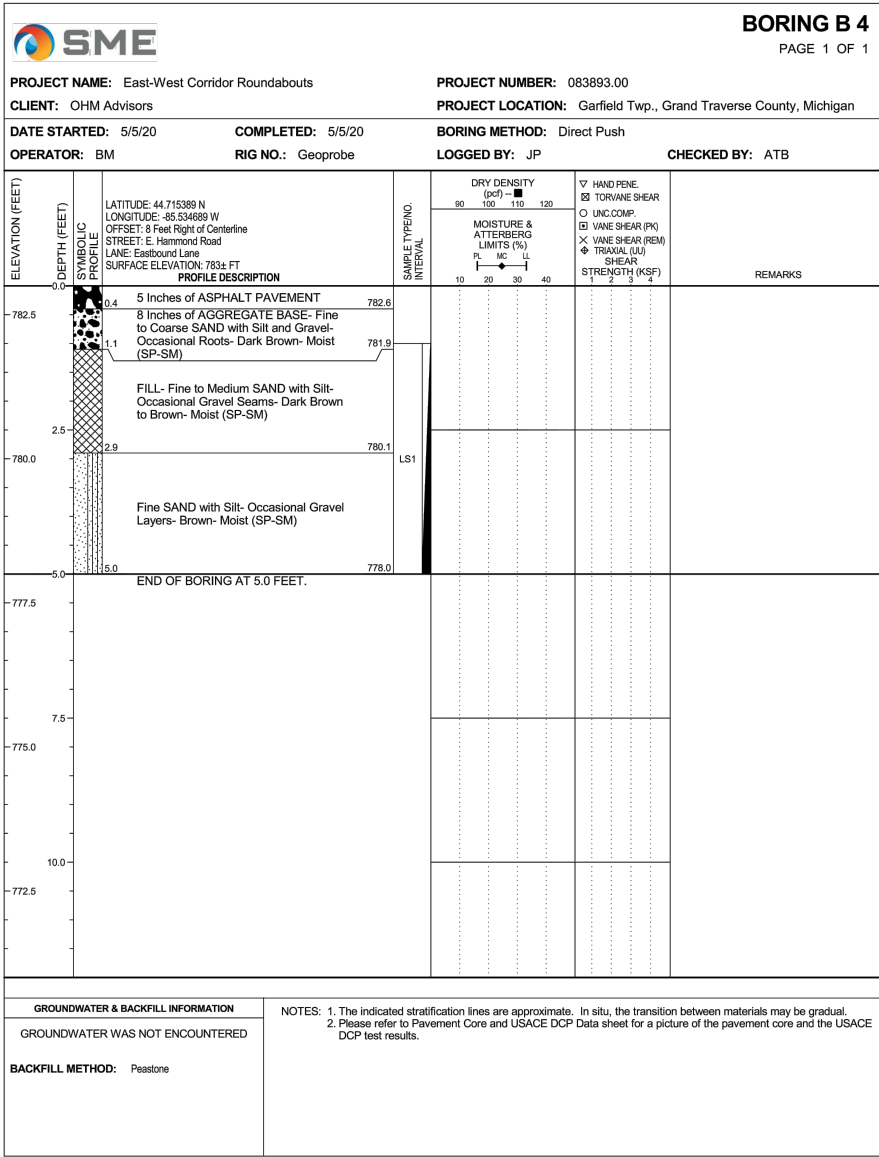 SME
BORING B 4
PAGE 1 OF 1
PROJECT NAME: East-West Corridor Roundabouts
PROJECT NUMBER: 083893.00
CLIENT: OHM Advisors
PROJECT LOCATION: Garfield Twp., Grand Traverse County, Michigan
DATE STARTED: 5/5/20
COMPLETED: 5/5/20
BORING METHOD: Direct Push
OPERATOR: BM
RIG NO.: Geoprobe
LOGGED BY: JP
CHECKED BY: ATB
ELEVATION (FEET)
DEPTH (FEET)
SYMBOLIC
PROFILE
LATITUDE: 44.715389 N
LONGITUDE: -85.534689 W
OFFSET: 8 Feet Right of Centerline
STREET: E. Hammond Road
LANE: Eastbound Lane
SURFACE ELEVATION: 783± FT
PROFILE DESCRIPTION
SAMPLE TYPE/NO.
INTERVAL
DRY DENSITY
(pcf) – ■
90 100 110 120
MOISTURE &
ATTERBERG
LIMITS (%)
PL MC LL
10 20 30 40
▽ HAND PENE.
⊠ TORVANE SHEAR
○ UNC.COMP.
▣ VANE SHEAR (PK)
✕ VANE SHEAR (REM)
⌖ TRIAXIAL (UU)
SHEAR
STRENGTH (KSF)
1 2 3 4
REMARKS
0.0
0.4 5 Inches of ASPHALT PAVEMENT 782.6
782.5
8 Inches of AGGREGATE BASE- Fine
to Coarse SAND with Silt and Gravel-
Occasional Roots- Dark Brown- Moist
(SP-SM)
1.1 781.9
FILL- Fine to Medium SAND with Silt-
Occasional Gravel Seams- Dark Brown
to Brown- Moist (SP-SM)
2.5
2.9 780.1
780.0
LS1
Fine SAND with Silt- Occasional Gravel
Layers- Brown- Moist (SP-SM)
5.0 778.0
5.0
END OF BORING AT 5.0 FEET.
777.5
7.5
775.0
10.0
772.5
GROUNDWATER & BACKFILL INFORMATION
GROUNDWATER WAS NOT ENCOUNTERED
BACKFILL METHOD: Peastone
NOTES: 1. The indicated stratification lines are approximate. In situ, the transition between materials may be gradual.
2. Please refer to Pavement Core and USACE DCP Data sheet for a picture of the pavement core and the USACE
DCP test results.